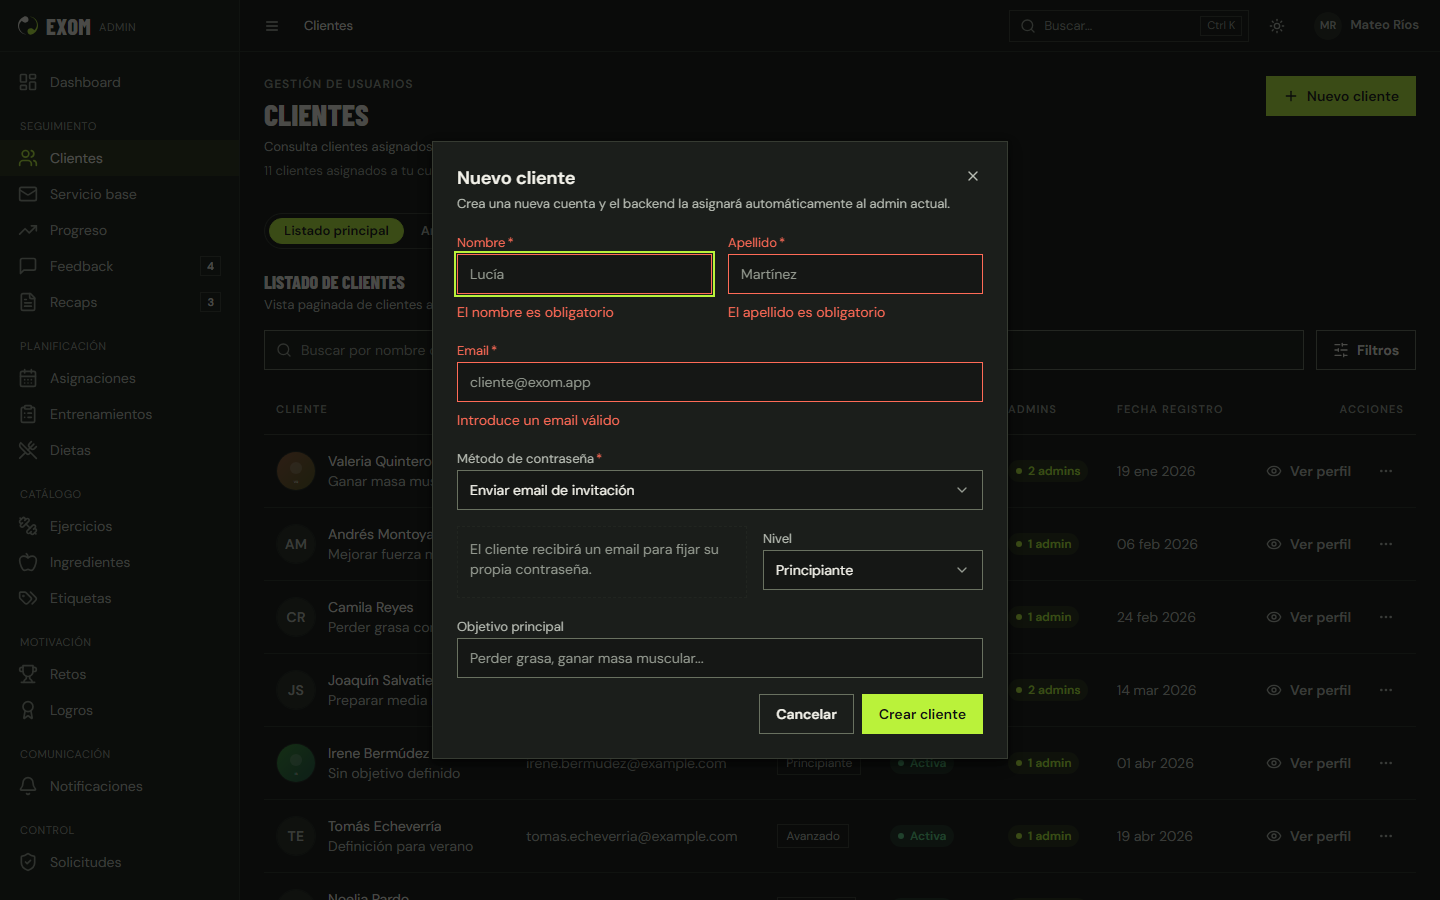 EXOM ADMIN
Clientes
Buscar...
Ctrl K
MR
Mateo Ríos
Dashboard
SEGUIMIENTO
Clientes
Servicio base
Progreso
Feedback
4
Recaps
3
PLANIFICACIÓN
Asignaciones
Entrenamientos
Dietas
CATÁLOGO
Ejercicios
Ingredientes
Etiquetas
MOTIVACIÓN
Retos
Logros
COMUNICACIÓN
Notificaciones
CONTROL
Solicitudes
GESTIÓN DE USUARIOS
CLIENTES
Consulta clientes asignados
11 clientes asignados a tu
Nuevo cliente
Listado principal
LISTADO DE CLIENTES
Vista paginada de clientes
Buscar por nombre
Filtros
CLIENTE
ADMINS
FECHA REGISTRO
ACCIONES
Valeria Quintero
Ganar
2 admins
19 ene 2026
Ver perfil
AM
Andrés Montoya
Mejorar fuerza
1 admin
06 feb 2026
Ver perfil
CR
Camila Reyes
Perder grasa
1 admin
24 feb 2026
Ver perfil
JS
Joaquín
Preparar media
2 admins
14 mar 2026
Ver perfil
Irene Bermúdez
Sin objetivo definido
irene.bermudez@example.com
Principiante
Activa
1 admin
01 abr 2026
Ver perfil
TE
Tomás Echeverría
Definición para verano
tomas.echeverria@example.com
Avanzado
Activa
1 admin
19 abr 2026
Ver perfil
Noelia Pardo
Nuevo cliente
Crea una nueva cuenta y el backend la asignará automáticamente al admin actual.
Nombre *
Lucía
El nombre es obligatorio
Apellido *
Martínez
El apellido es obligatorio
Email *
cliente@exom.app
Introduce un email válido
Método de contraseña *
Enviar email de invitación
El cliente recibirá un email para fijar su
propia contraseña.
Nivel
Principiante
Objetivo principal
Perder grasa, ganar masa muscular...
Cancelar
Crear cliente